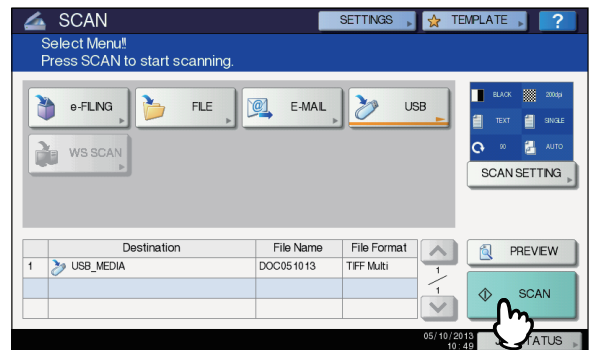 SCAN
SETTINGS
TEMPLATE
?
Select Menu!!
Press SCAN to start scanning.
e-FILING
FILE
E-MAIL
USB
WS SCAN
BLACK
200dpi
TEXT
SINGLE
00
AUTO
SCAN SETTING
Destination File Name File Format
1 USB_MEDIA DOC051013 TIFF Multi
1
1
PREVIEW
SCAN
05/10/2013
10:49